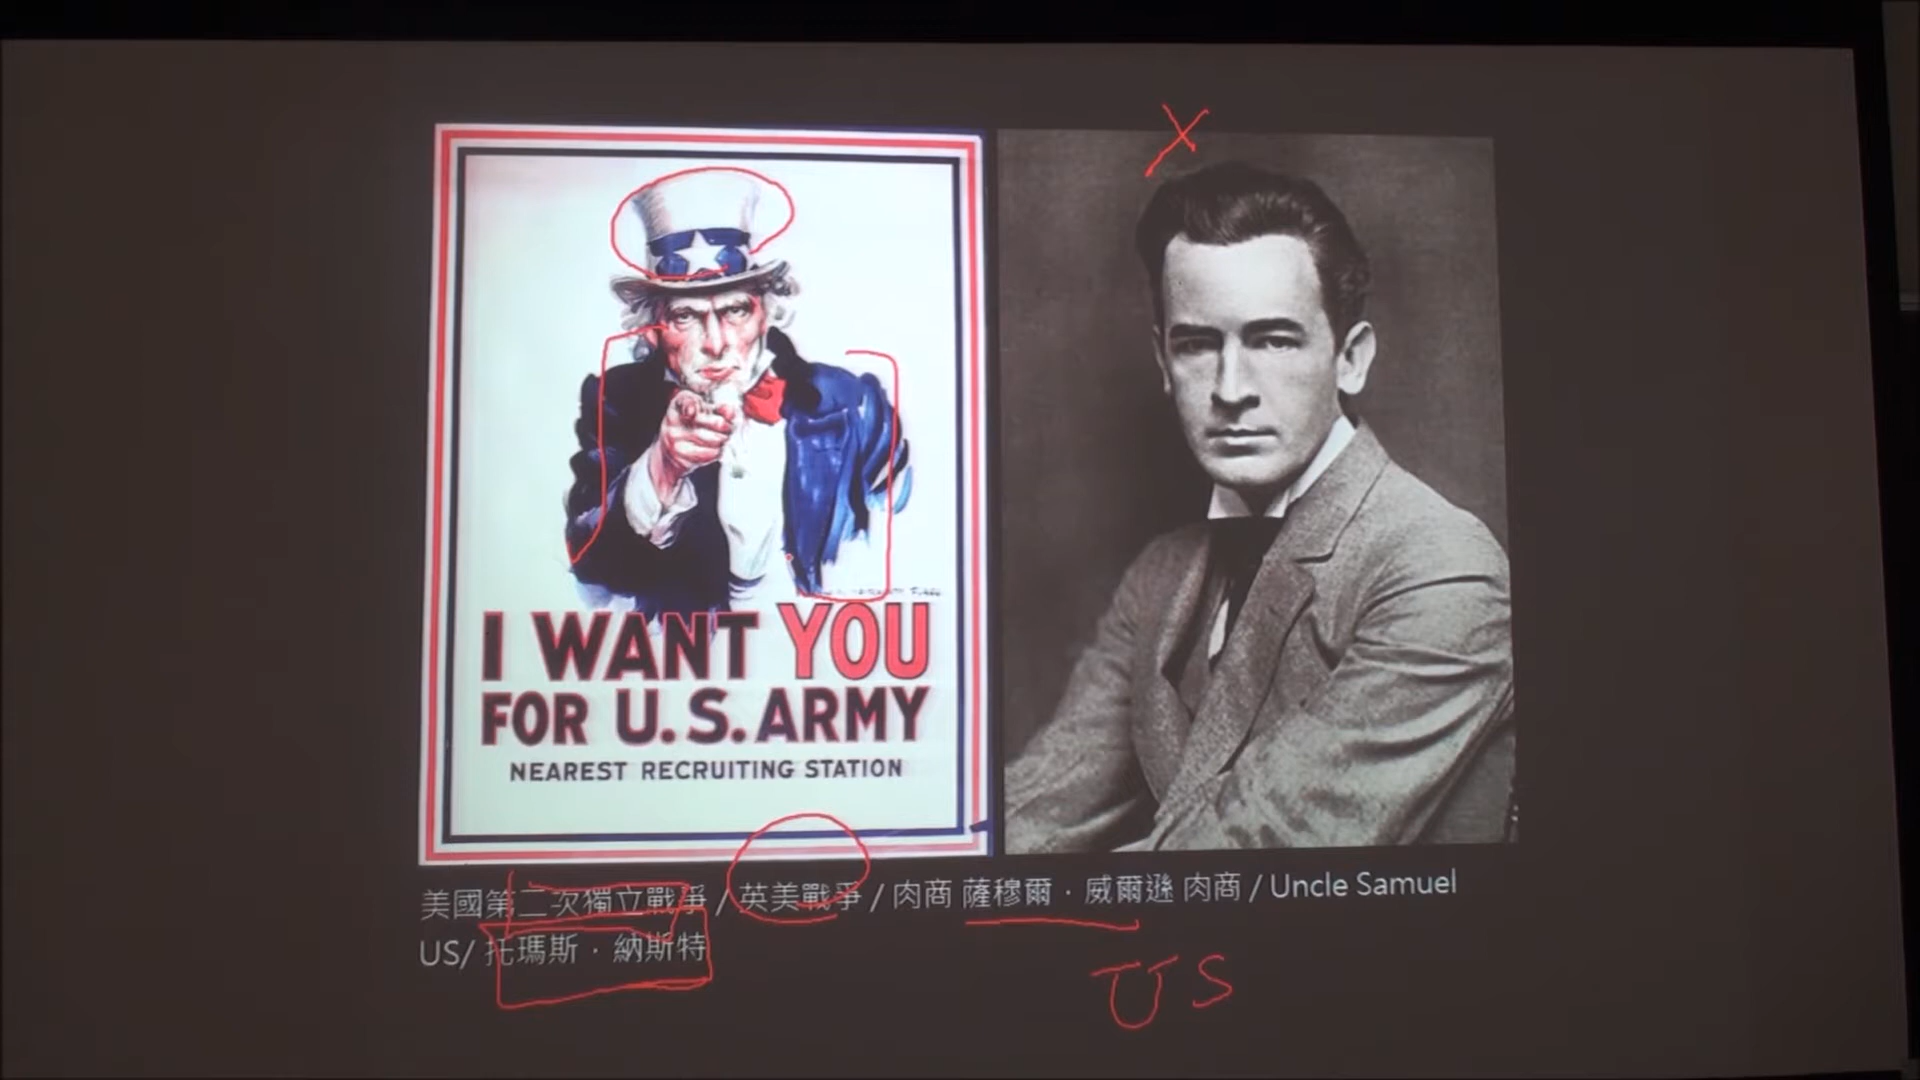 I WANT YOU
FOR U.S. ARMY
NEAREST RECRUITING STATION
美國第二次獨立戰爭 / 英美戰爭 / 肉商 薩穆爾．威爾遜 肉商 / Uncle Samuel
US/ 托瑪斯．納斯特
US